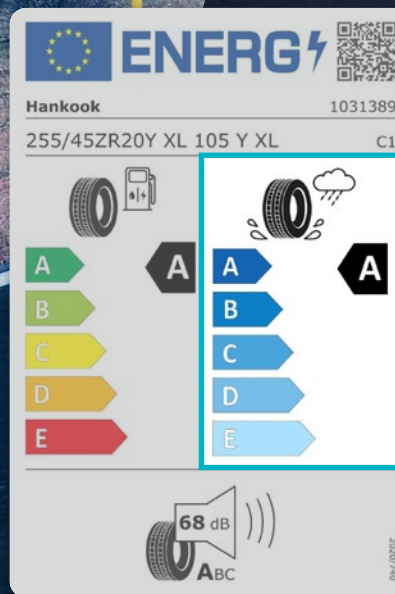 ENERG
Hankook 1031389
255/45ZR20Y XL 105 Y XL C1
A A
B
C
D
E
A A
B
C
D
E
68 dB
ABC
2020/740